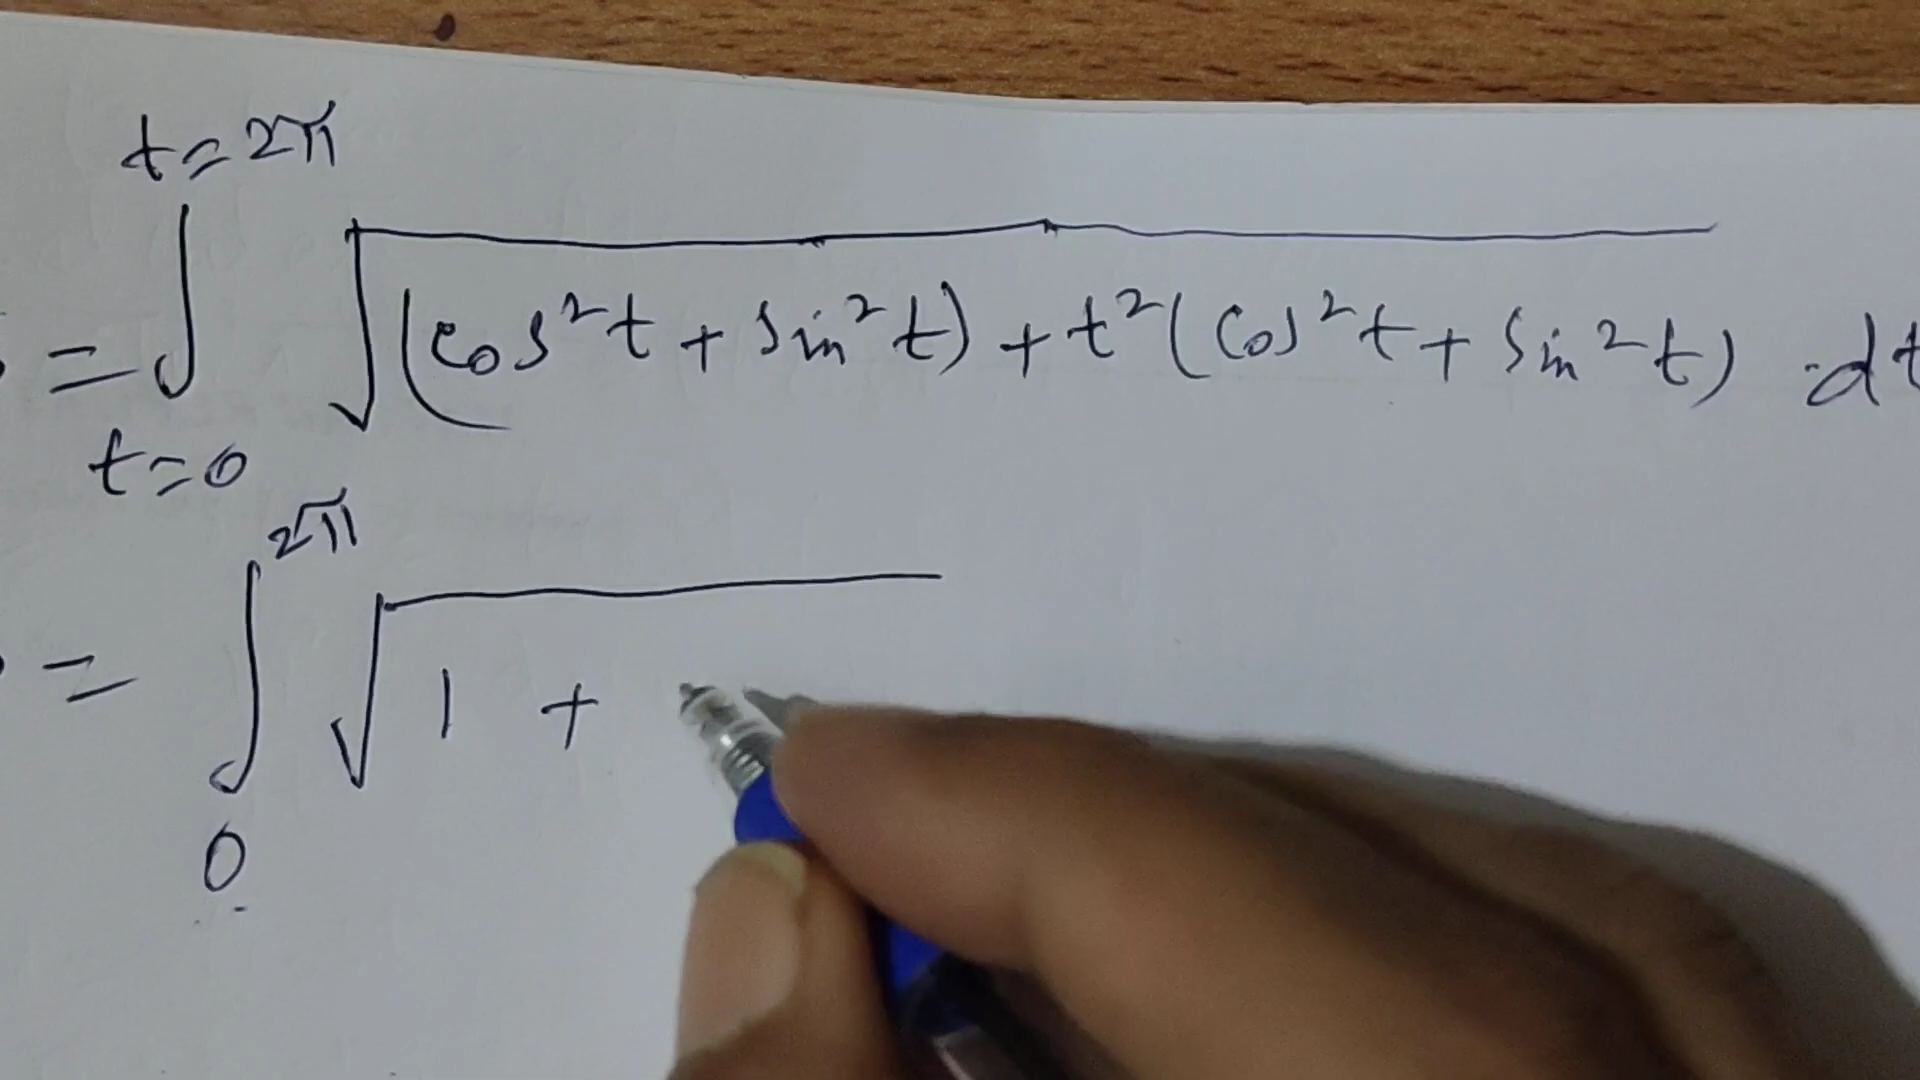 t=2π
= ∫ √(cos²t + sin²t) + t²(cos²t + sin²t) .dt
t=0
2π
= ∫ √1 +
0